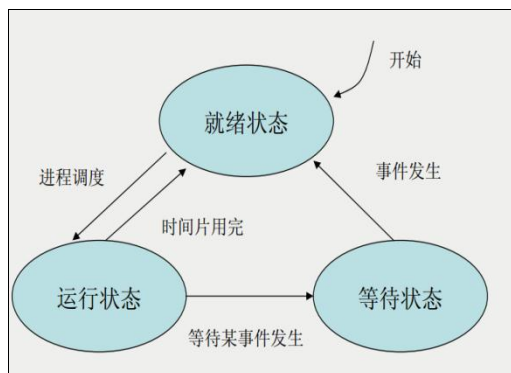 开始
就绪状态
进程调度
事件发生
时间片用完
运行状态
等待状态
等待某事件发生